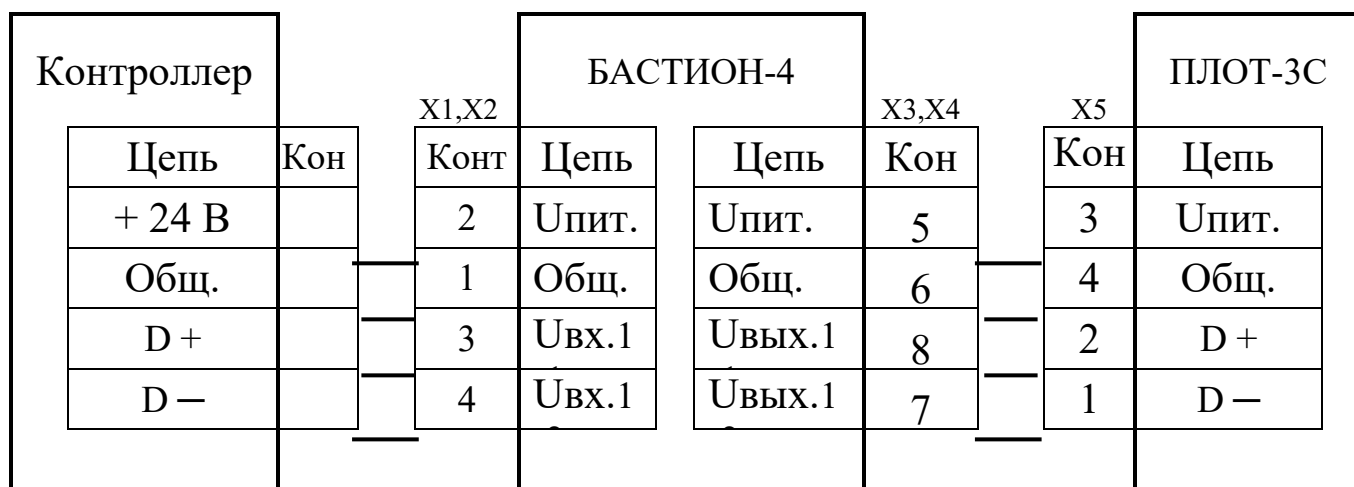 Контроллер БАСТИОН-4 ПЛОТ-3С
X1,X2 X3,X4 X5
Цепь Кон Конт Цепь Цепь Кон Кон Цепь
+ 24 В 2 Uпит. Uпит. 5 3 Uпит.
Общ. 1 Общ. Общ. 6 4 Общ.
D + 3 Uвх.1 Uвых.1 8 2 D +
D — 4 Uвх.1 Uвых.1 7 1 D —